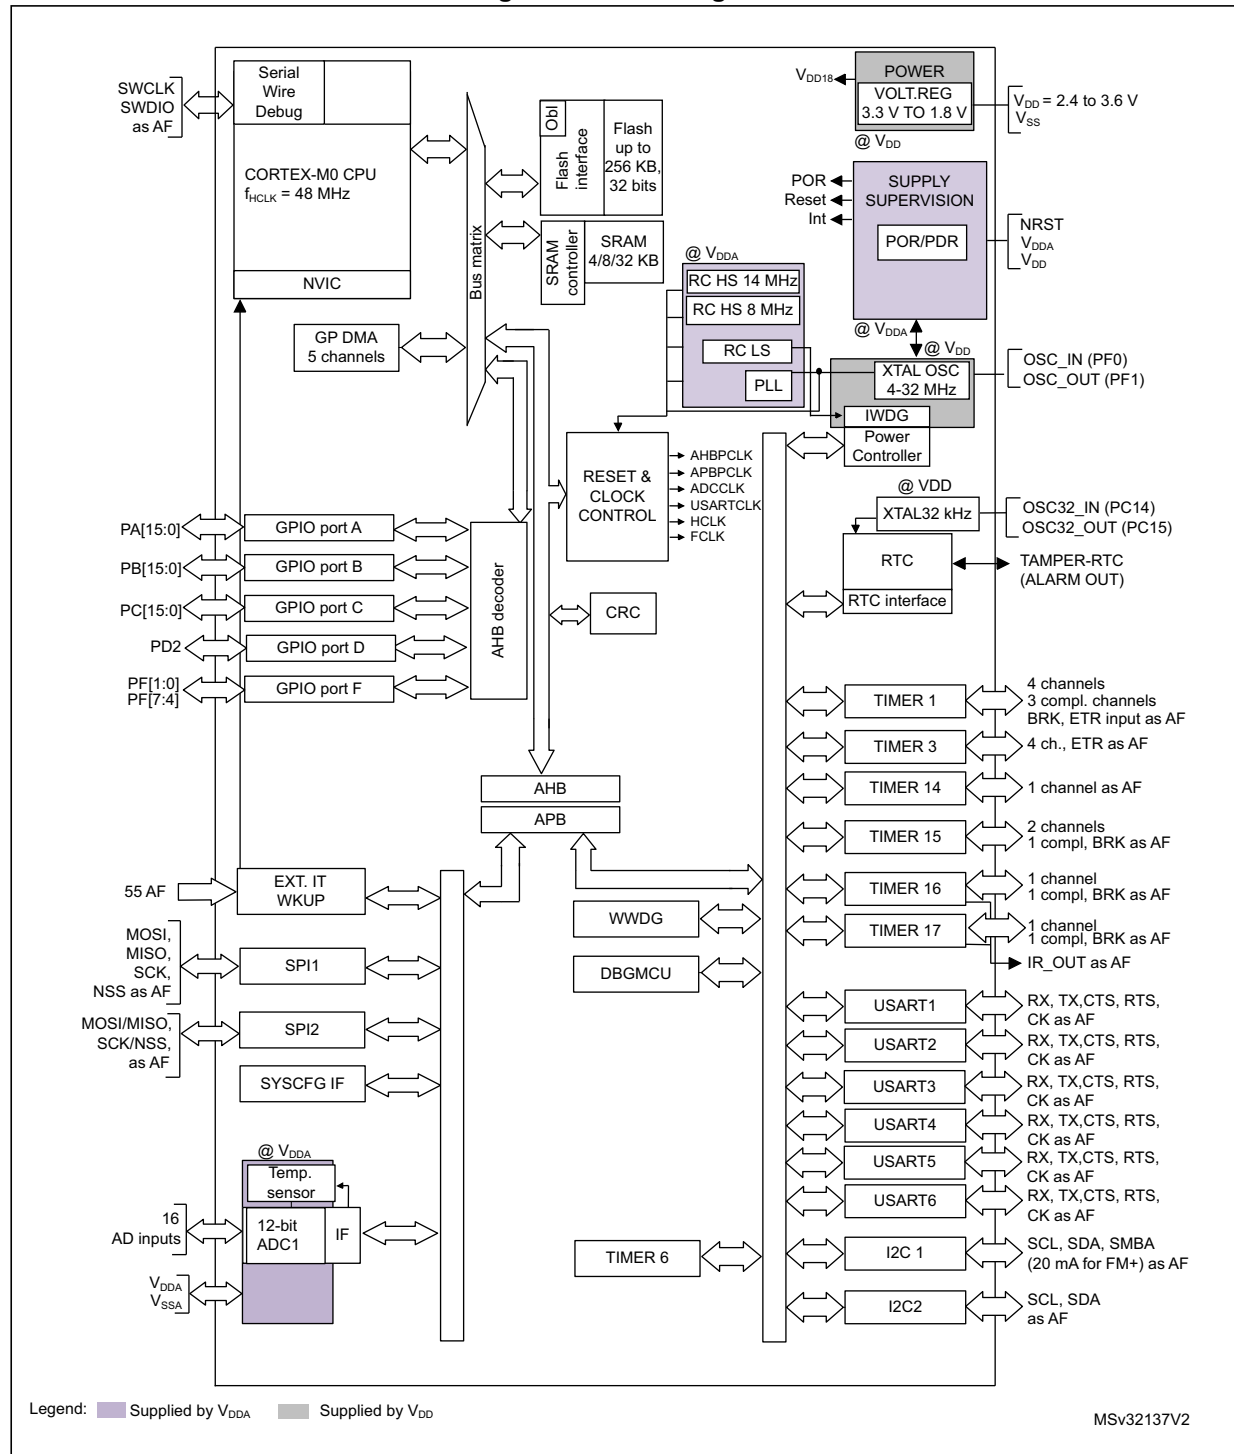 SWCLK
SWDIO
as AF
Serial
Wire
Debug
CORTEX-M0 CPU
fHCLK = 48 MHz
NVIC
GP DMA
5 channels
Bus matrix
Obl
Flash
interface
Flash
up to
256 KB,
32 bits
SRAM
controller
SRAM
4/8/32 KB
VDD18
POWER
VOLT.REG
3.3 V TO 1.8 V
VDD = 2.4 to 3.6 V
VSS
@ VDD
POR
Reset
Int
SUPPLY
SUPERVISION
POR/PDR
NRST
VDDA
VDD
@ VDDA
RC HS 14 MHz
RC HS 8 MHz
RC LS
PLL
@ VDDA
@ VDD
XTAL OSC
4-32 MHz
OSC_IN (PF0)
OSC_OUT (PF1)
IWDG
Power
Controller
RESET &
CLOCK
CONTROL
AHBPCLK
APBPCLK
ADCCLK
USARTCLK
HCLK
FCLK
@ VDD
XTAL32 kHz
OSC32_IN (PC14)
OSC32_OUT (PC15)
RTC
TAMPER-RTC
(ALARM OUT)
RTC interface
PA[15:0]
GPIO port A
PB[15:0]
GPIO port B
PC[15:0]
GPIO port C
PD2
GPIO port D
PF[1:0]
PF[7:4]
GPIO port F
AHB decoder
CRC
AHB
APB
TIMER 1
4 channels
3 compl. channels
BRK, ETR input as AF
TIMER 3
4 ch., ETR as AF
TIMER 14
1 channel as AF
TIMER 15
2 channels
1 compl, BRK as AF
TIMER 16
1 channel
1 compl, BRK as AF
TIMER 17
1 channel
1 compl, BRK as AF
IR_OUT as AF
55 AF
EXT. IT
WKUP
WWDG
DBGMCU
MOSI,
MISO,
SCK,
NSS as AF
SPI1
MOSI/MISO,
SCK/NSS,
as AF
SPI2
SYSCFG IF
USART1
RX, TX,CTS, RTS,
CK as AF
USART2
RX, TX,CTS, RTS,
CK as AF
USART3
RX, TX,CTS, RTS,
CK as AF
USART4
RX, TX,CTS, RTS,
CK as AF
USART5
RX, TX,CTS, RTS,
CK as AF
USART6
RX, TX,CTS, RTS,
CK as AF
@ VDDA
Temp.
sensor
16
AD inputs
12-bit
ADC1
IF
VDDA
VSSA
TIMER 6
I2C 1
SCL, SDA, SMBA
(20 mA for FM+) as AF
I2C2
SCL, SDA
as AF
Legend:
Supplied by VDDA
Supplied by VDD
MSv32137V2